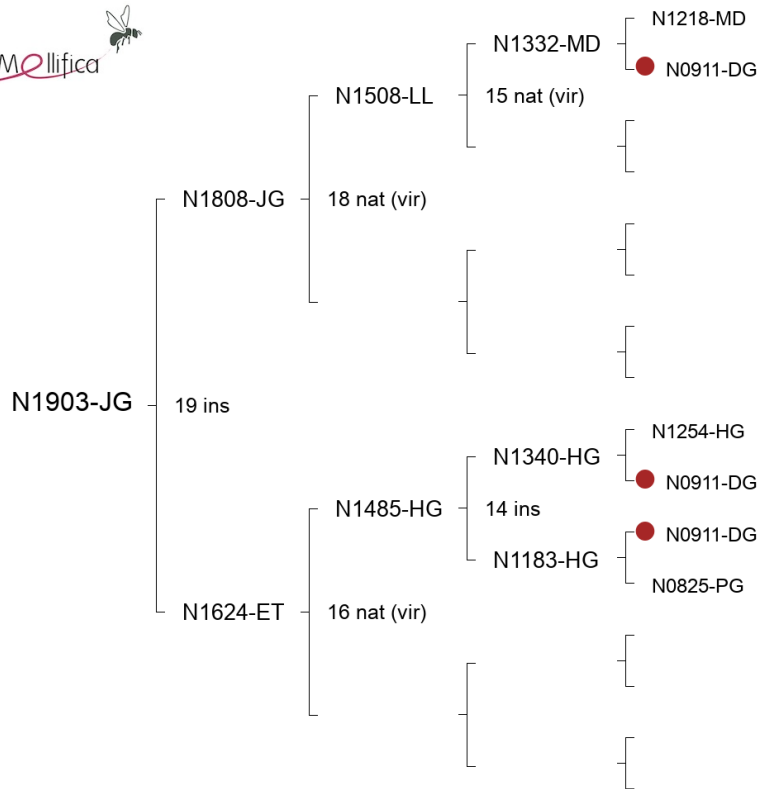 N1218-MD
N1332-MD
Mellifica
N0911-DG
N1508-LL
15 nat (vir)
N1808-JG
18 nat (vir)
N1903-JG
19 ins
N1254-HG
N1340-HG
N0911-DG
N1485-HG
14 ins
N0911-DG
N1183-HG
N0825-PG
N1624-ET
16 nat (vir)